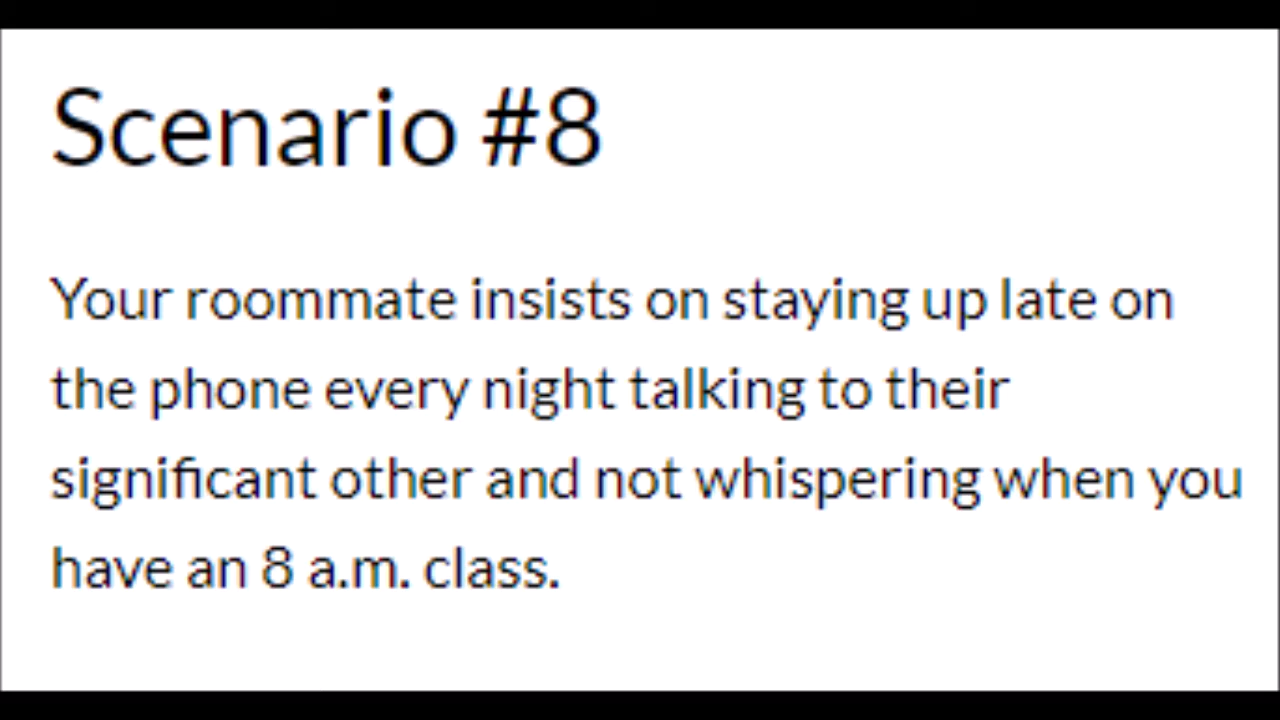 Scenario #8
Your roommate insists on staying up late on
the phone every night talking to their
significant other and not whispering when you
have an 8 a.m. class.